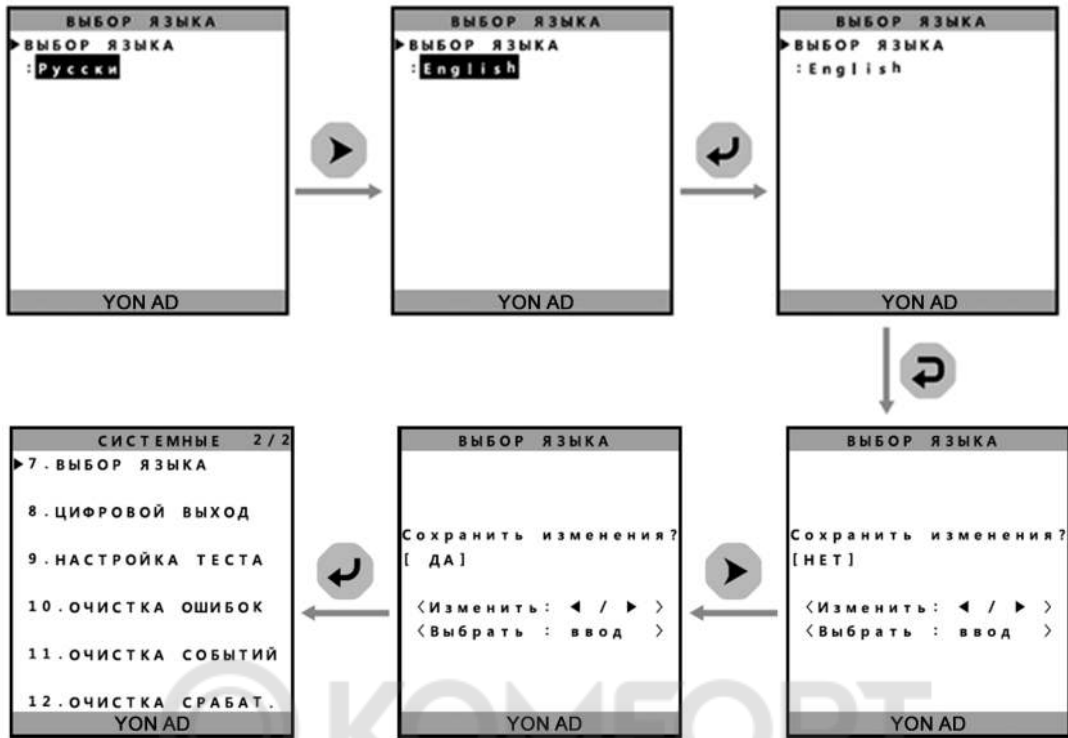 ВЫБОР ЯЗЫКА
▶ВЫБОР ЯЗЫКА
:Русски
YON AD
ВЫБОР ЯЗЫКА
▶ВЫБОР ЯЗЫКА
:English
YON AD
ВЫБОР ЯЗЫКА
▶ВЫБОР ЯЗЫКА
:English
YON AD
СИСТЕМНЫЕ 2/2
▶7.ВЫБОР ЯЗЫКА
8.ЦИФРОВОЙ ВЫХОД
9.НАСТРОЙКА ТЕСТА
10.ОЧИСТКА ОШИБОК
11.ОЧИСТКА СОБЫТИЙ
12.ОЧИСТКА СРАБАТ.
YON AD
ВЫБОР ЯЗЫКА
Сохранить изменения?
[ ДА]
〈Изменить: ◀ / ▶ 〉
〈Выбрать : ввод 〉
YON AD
ВЫБОР ЯЗЫКА
Сохранить изменения?
[НЕТ]
〈Изменить: ◀ / ▶ 〉
〈Выбрать : ввод 〉
YON AD
KOMFORT